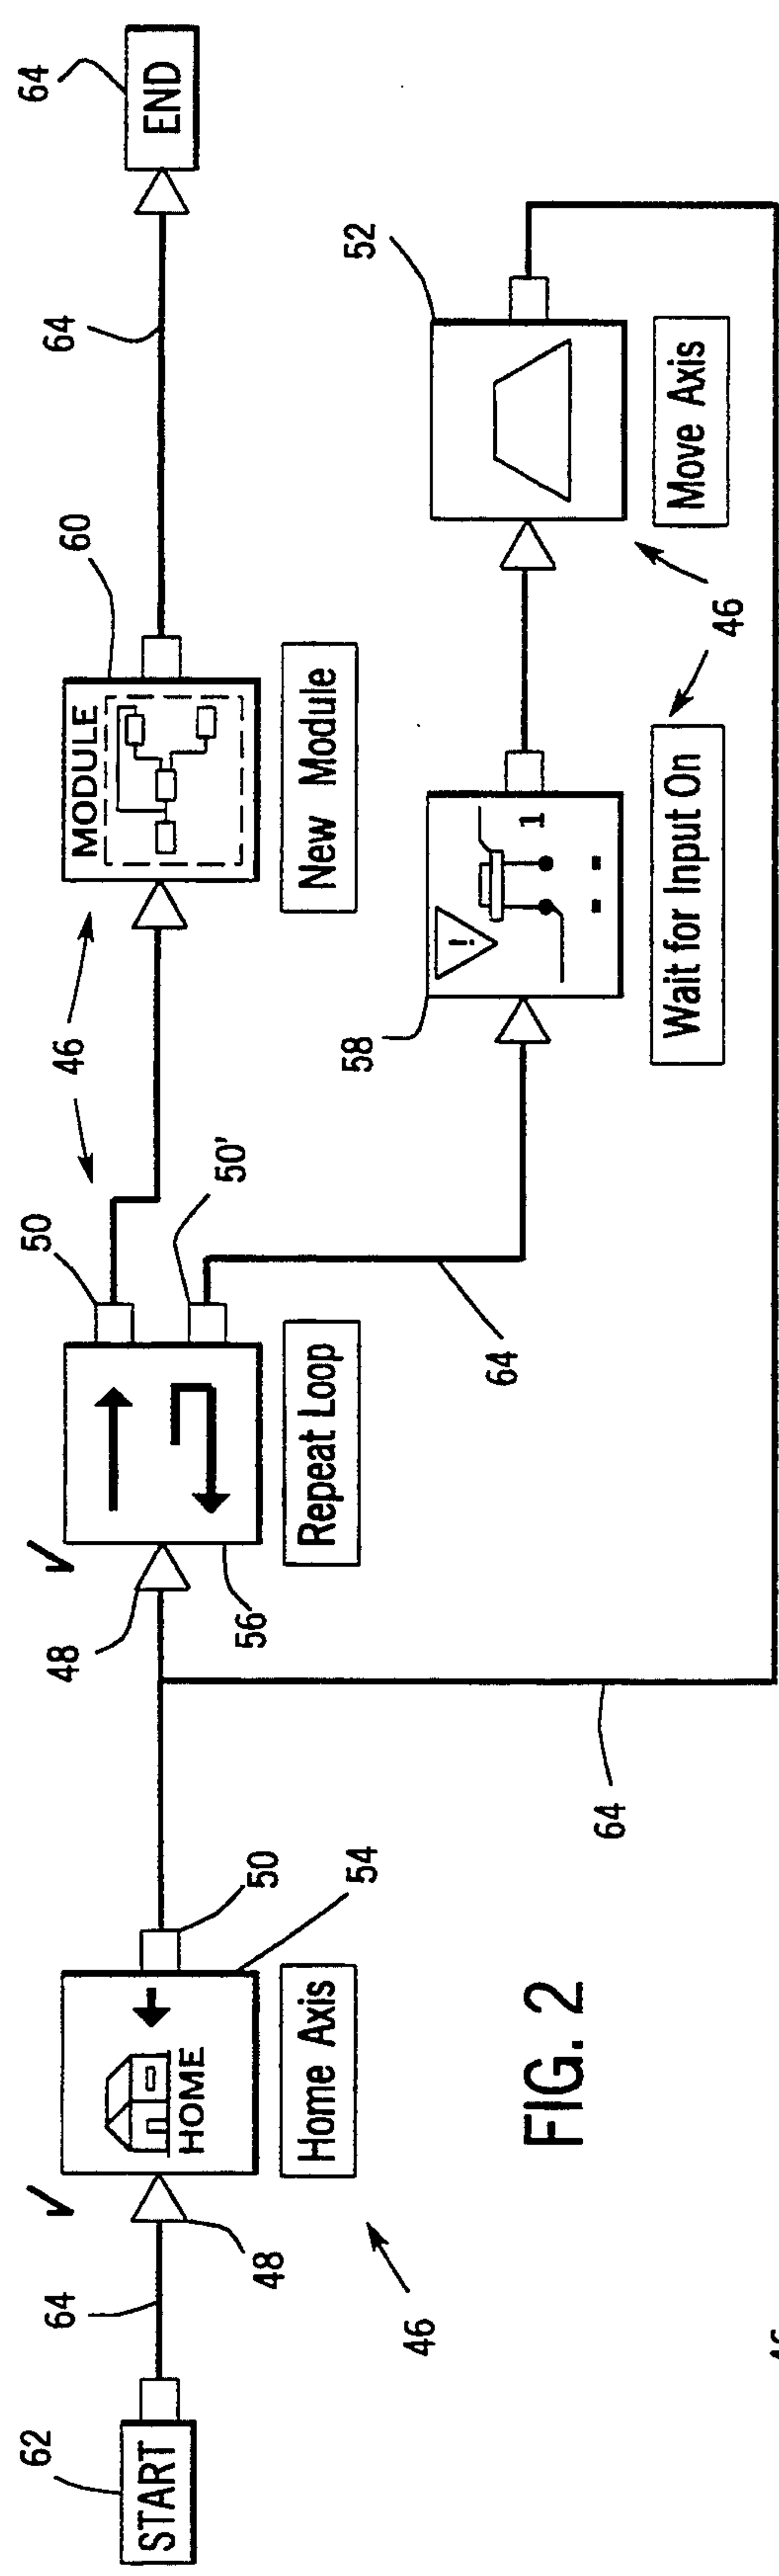 62
START
64
48
✓
HOME
Home Axis
54
50
46
64
48
✓
56
Repeat Loop
50
50'
64
46
MODULE
60
New Module
64
END
64
58
!
1
Wait for Input On
46
52
Move Axis
FIG. 2